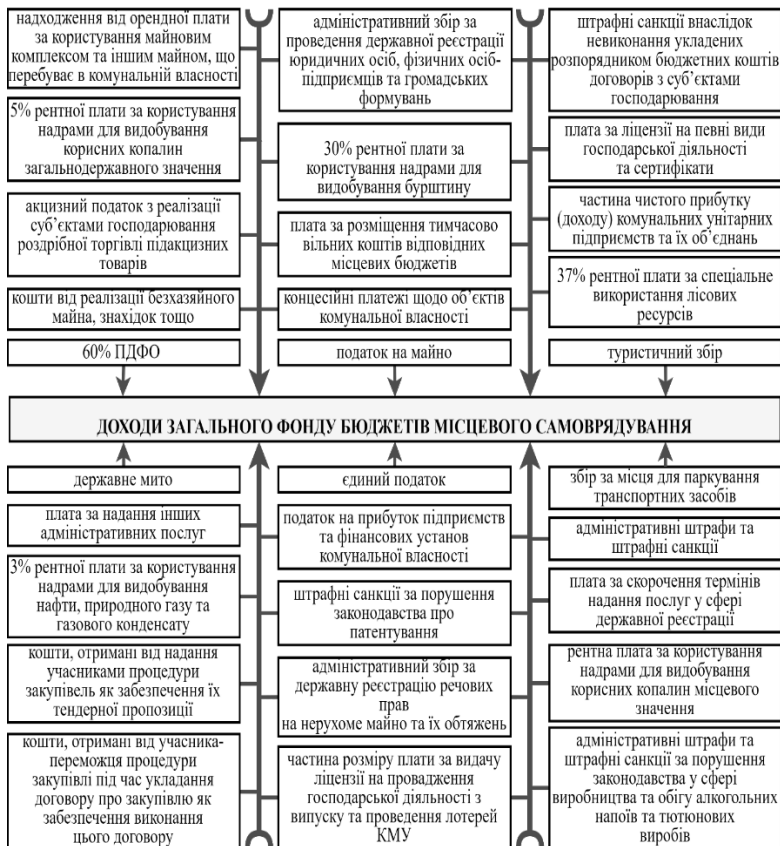 надходження від орендної плати
за користування майновим
комплексом та іншим майном, що
перебуває в комунальній власності
5% рентної плати за користування
надрами для видобування
корисних копалин
загальнодержавного значення
акцизний податок з реалізації
суб’єктами господарювання
роздрібної торгівлі підакцизних
товарів
кошти від реалізації безхазяйного
майна, знахідок тощо
60% ПДФО
адміністративний збір за
проведення державної реєстрації
юридичних осіб, фізичних осіб-
підприємців та громадських
формувань
30% рентної плати за
користування надрами для
видобування бурштину
плата за розміщення тимчасово
вільних коштів відповідних
місцевих бюджетів
концесійні платежі щодо об’єктів
комунальної власності
податок на майно
штрафні санкції внаслідок
невиконання укладених
розпорядником бюджетних коштів
договорів з суб’єктами
господарювання
плата за ліцензії на певні види
господарської діяльності
та сертифікати
частина чистого прибутку
(доходу) комунальних унітарних
підприємств та їх об’єднань
37% рентної плати за спеціальне
використання лісових
ресурсів
туристичний збір
ДОХОДИ ЗАГАЛЬНОГО ФОНДУ БЮДЖЕТІВ МІСЦЕВОГО САМОВРЯДУВАННЯ
державне мито
плата за надання інших
адміністративних послуг
3% рентної плати за користування
надрами для видобування
нафти, природного газу та
газового конденсату
кошти, отримані від надання
учасниками процедури
закупівель як забезпечення їх
тендерної пропозиції
кошти, отримані від учасника-
переможця процедури
закупівлі під час укладання
договору про закупівлю як
забезпечення виконання
цього договору
єдиний податок
податок на прибуток підприємств
та фінансових установ
комунальної власності
штрафні санкції за порушення
законодавства про
патентування
адміністративний збір за
державну реєстрацію речових
прав
на нерухоме майно та їх обтяжень
частина розміру плати за видачу
ліцензії на провадження
господарської діяльності з
випуску та проведення лотерей
КМУ
збір за місця для паркування
транспортних засобів
адміністративні штрафи та
штрафні санкції
плата за скорочення термінів
надання послуг у сфері
державної реєстрації
рентна плата за користування
надрами для видобування
корисних копалин місцевого
значення
адміністративні штрафи та
штрафні санкції за порушення
законодавства у сфері
виробництва та обігу алкогольних
напоїв та тютюнових
виробів